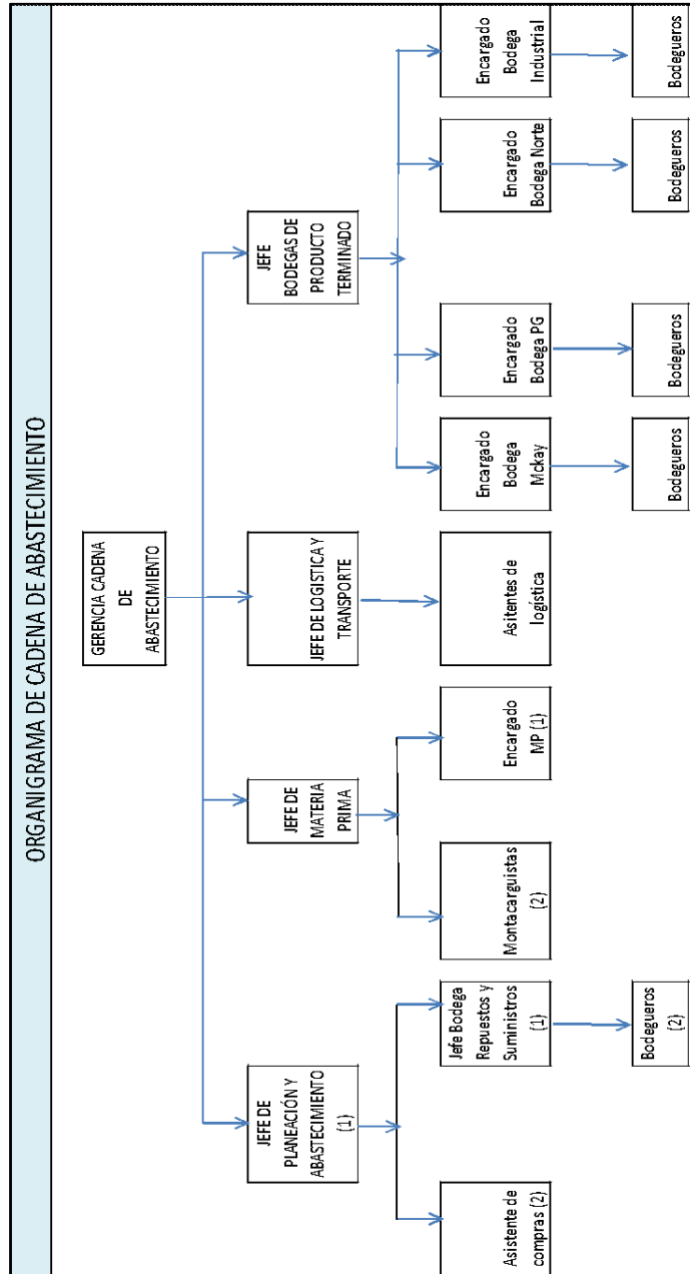 ORGANIGRAMA DE CADENA DE ABASTECIMIENTO
GERENCIA CADENA
DE
ABASTECIMIENTO
JEFE DE
PLANEACIÓN Y
ABASTECIMIENTO
(1)
JEFE DE
MATERIA
PRIMA
JEFE DE LOGISTICA Y
TRANSPORTE
JEFE
BODEGAS DE
PRODUCTO
TERMINADO
Asistente de
compras (2)
Jefe Bodega
Repuestos y
Suministros
(1)
Montacarguistas
(2)
Encargado
MP (1)
Asitentes de
logística
Encargado
Bodega
Mckay
Encargado
Bodega PG
Encargado
Bodega Norte
Encargado
Bodega
Industrial
Bodegueros
(2)
Bodegueros
Bodegueros
Bodegueros
Bodegueros